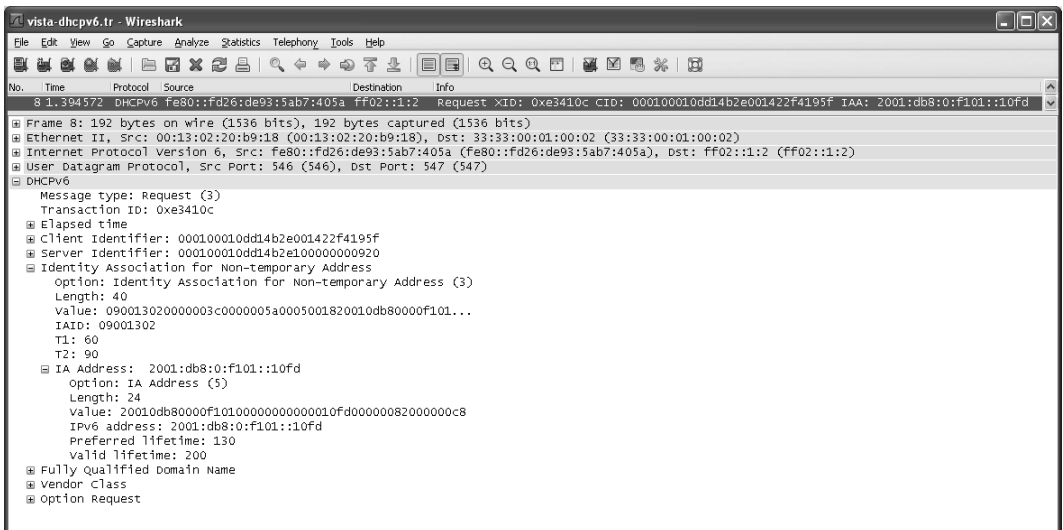 vista-dhcpv6.tr - Wireshark
File Edit View Go Capture Analyze Statistics Telephony Tools Help
No. Time Protocol Source Destination Info
8 1.394572 DHCPv6 fe80::fd26:de93:5ab7:405a ff02::1:2 Request XID: 0xe3410c CID: 000100010dd14b2e001422f4195f IAA: 2001:db8:0:f101::10fd
Frame 8: 192 bytes on wire (1536 bits), 192 bytes captured (1536 bits)
Ethernet II, Src: 00:13:02:20:b9:18 (00:13:02:20:b9:18), Dst: 33:33:00:01:00:02 (33:33:00:01:00:02)
Internet Protocol Version 6, Src: fe80::fd26:de93:5ab7:405a (fe80::fd26:de93:5ab7:405a), Dst: ff02::1:2 (ff02::1:2)
User Datagram Protocol, Src Port: 546 (546), Dst Port: 547 (547)
DHCPv6
Message type: Request (3)
Transaction ID: 0xe3410c
Elapsed time
Client Identifier: 000100010dd14b2e001422f4195f
Server Identifier: 000100010dd14b2e100000000920
Identity Association for Non-temporary Address
Option: Identity Association for Non-temporary Address (3)
Length: 40
Value: 090013020000003c0000005a0005001820010db80000f101...
IAID: 09001302
T1: 60
T2: 90
IA Address: 2001:db8:0:f101::10fd
Option: IA Address (5)
Length: 24
Value: 20010db80000f10100000000000010fd00000082000000c8
IPv6 address: 2001:db8:0:f101::10fd
Preferred lifetime: 130
Valid lifetime: 200
Fully Qualified Domain Name
Vendor Class
Option Request